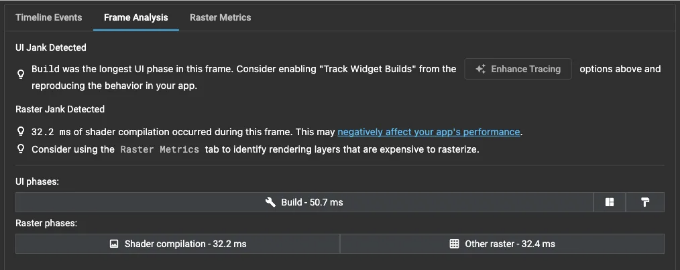 Timeline Events Frame Analysis Raster Metrics
UI Jank Detected
Build was the longest UI phase in this frame. Consider enabling "Track Widget Builds" from the Enhance Tracing options above and
reproducing the behavior in your app.
Raster Jank Detected
32.2 ms of shader compilation occurred during this frame. This may negatively affect your app's performance.
Consider using the Raster Metrics tab to identify rendering layers that are expensive to rasterize.
UI phases:
Build - 50.7 ms
Raster phases:
Shader compilation - 32.2 ms Other raster - 32.4 ms